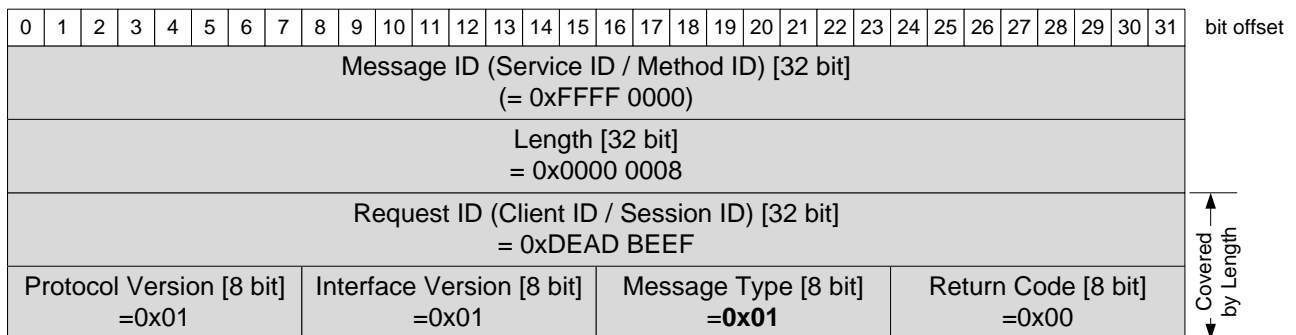 0 1 2 3 4 5 6 7 8 9 10 11 12 13 14 15 16 17 18 19 20 21 22 23 24 25 26 27 28 29 30 31 bit offset
Message ID (Service ID / Method ID) [32 bit]
(= 0xFFFF 0000)
Length [32 bit]
= 0x0000 0008
Request ID (Client ID / Session ID) [32 bit]
= 0xDEAD BEEF
Protocol Version [8 bit] Interface Version [8 bit] Message Type [8 bit] Return Code [8 bit]
=0x01 =0x01 =0x01 =0x00
Covered
by Length